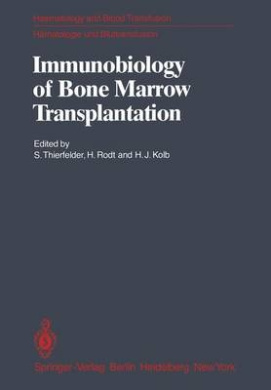 Haematology and Blood Transfusion
Hämatologie und Bluttransfusion
Immunobiology
of Bone Marrow
Transplantation
Edited by
S. Thierfelder, H. Rodt and H. J. Kolb
Springer-Verlag Berlin Heidelberg New York